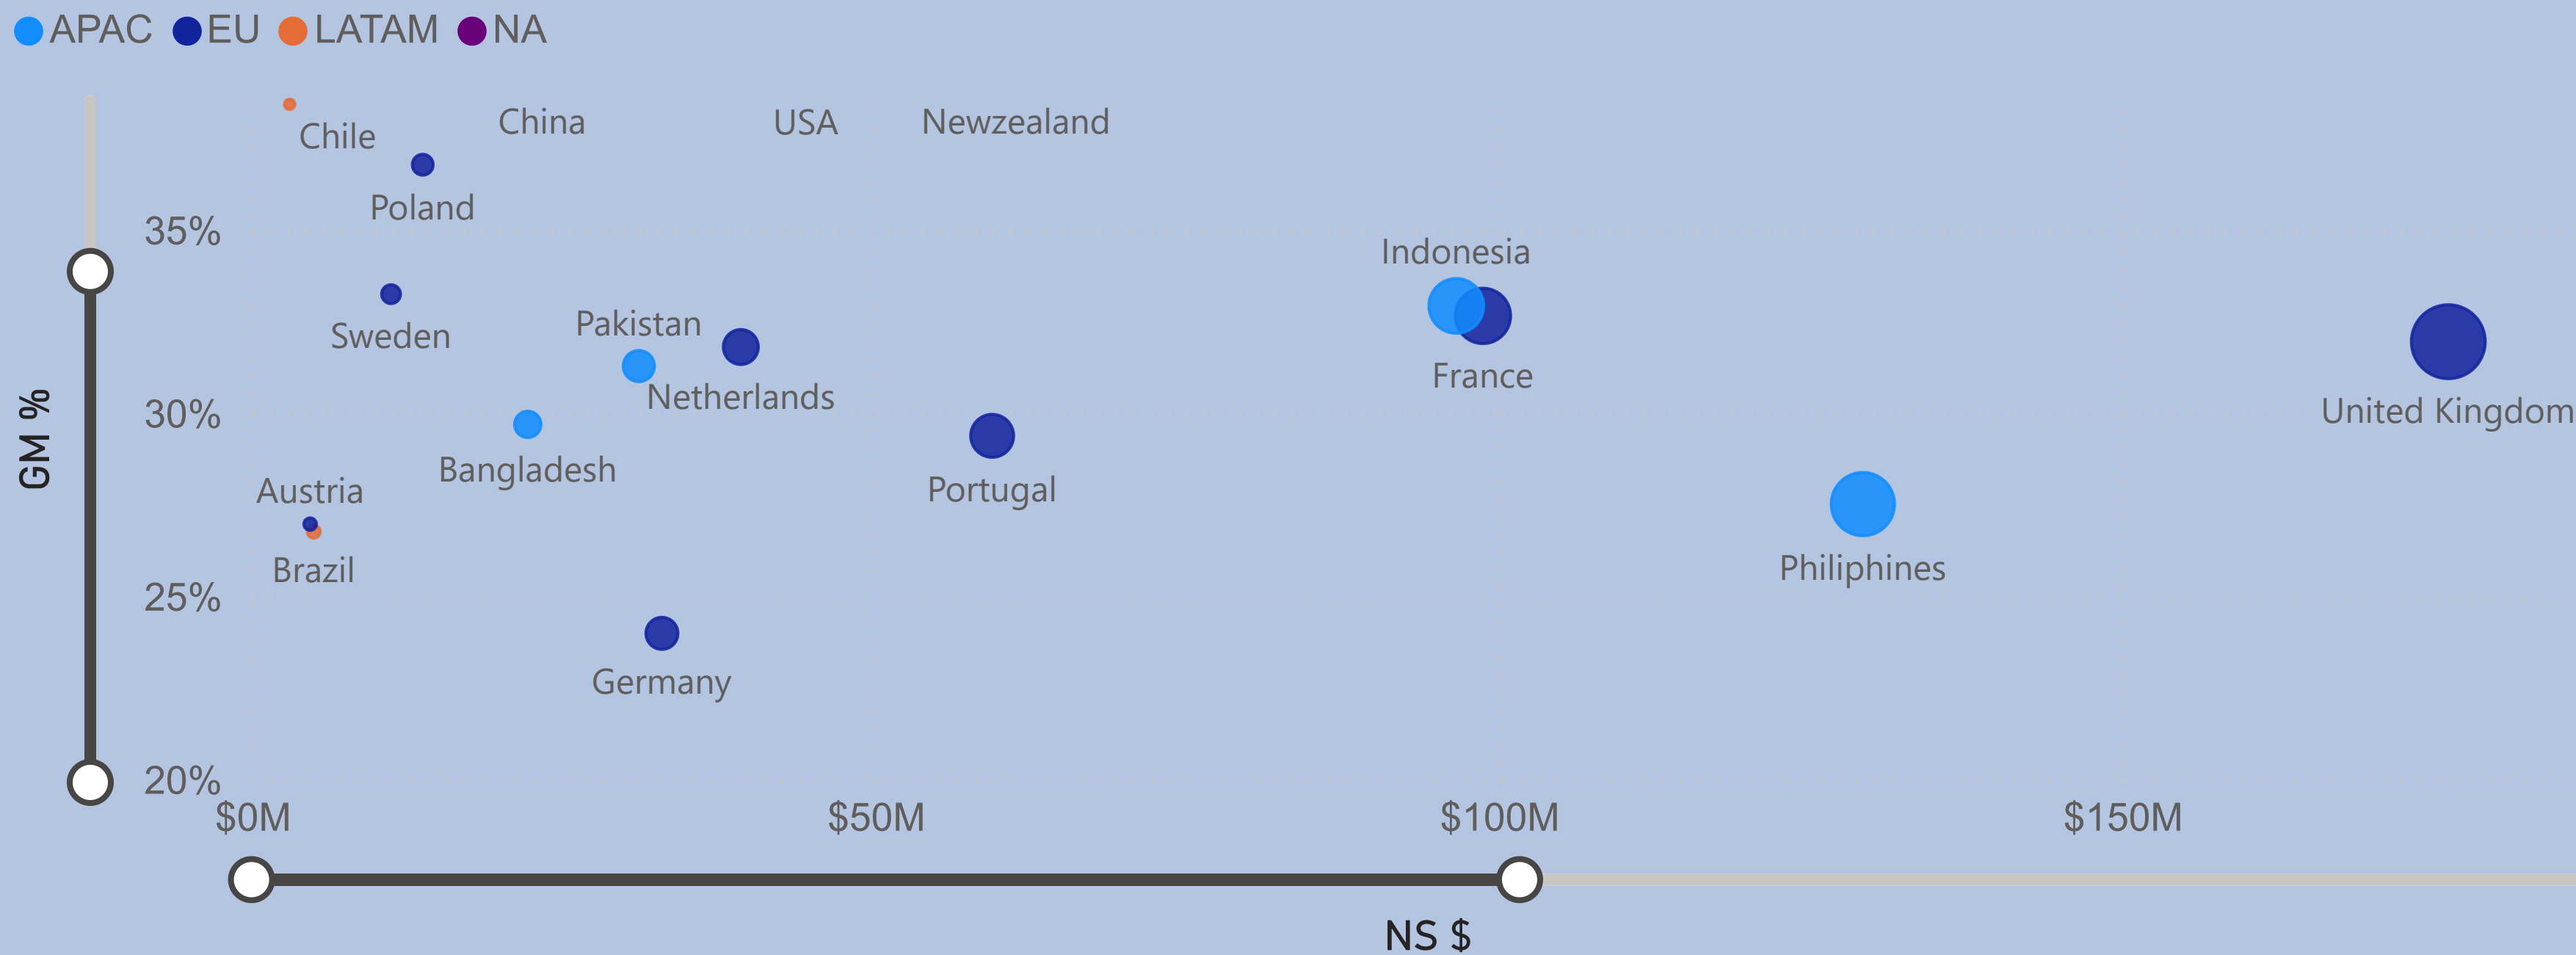 APAC EU LATAM NA
Chile
China
USA
Newzealand
Poland
35%
Indonesia
Sweden
Pakistan
Netherlands
France
United Kingdom
GM %
30%
Bangladesh
Portugal
Austria
Brazil
Philiphines
25%
Germany
20%
$0M $50M $100M $150M
NS $